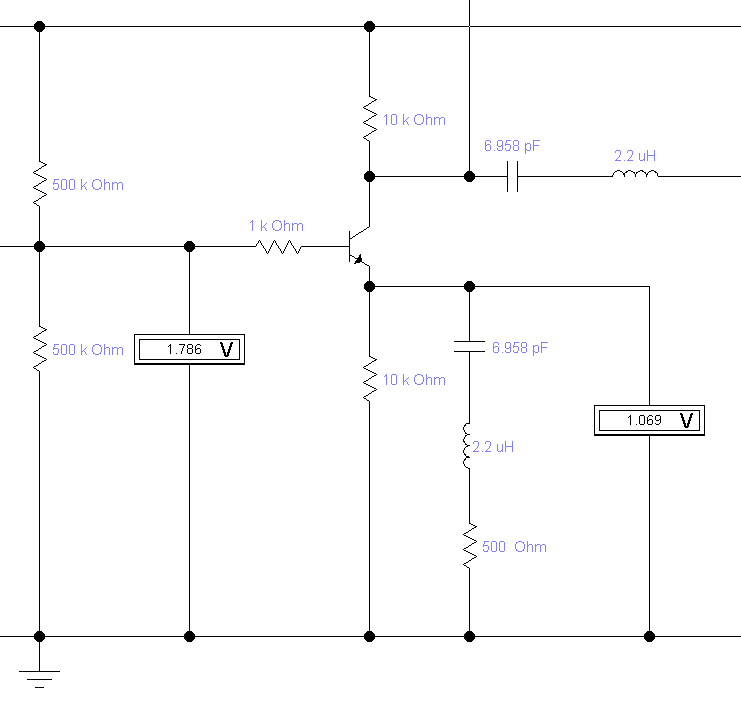 10 k Ohm
6.958 pF
2.2 uH
500 k Ohm
1 k Ohm
500 k Ohm
1.786 V
6.958 pF
10 k Ohm
1.069 V
2.2 uH
500 Ohm